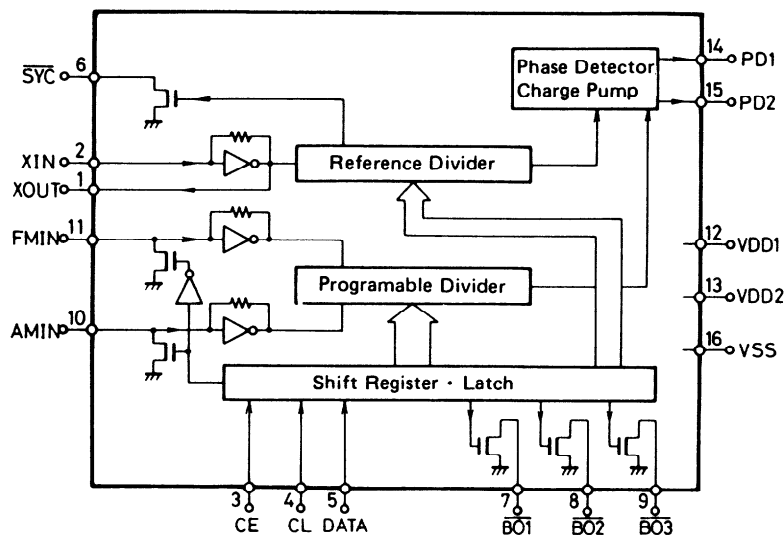 6
SYC
14
PD1
Phase Detector
Charge Pump
15
PD2
XIN
2
Reference Divider
XOUT
1
11
FMIN
12
VDD1
Programable Divider
13
VDD2
10
AMIN
16
VSS
Shift Register · Latch
3
4
5
7
8
9
CE
CL
DATA
BO1
BO2
BO3